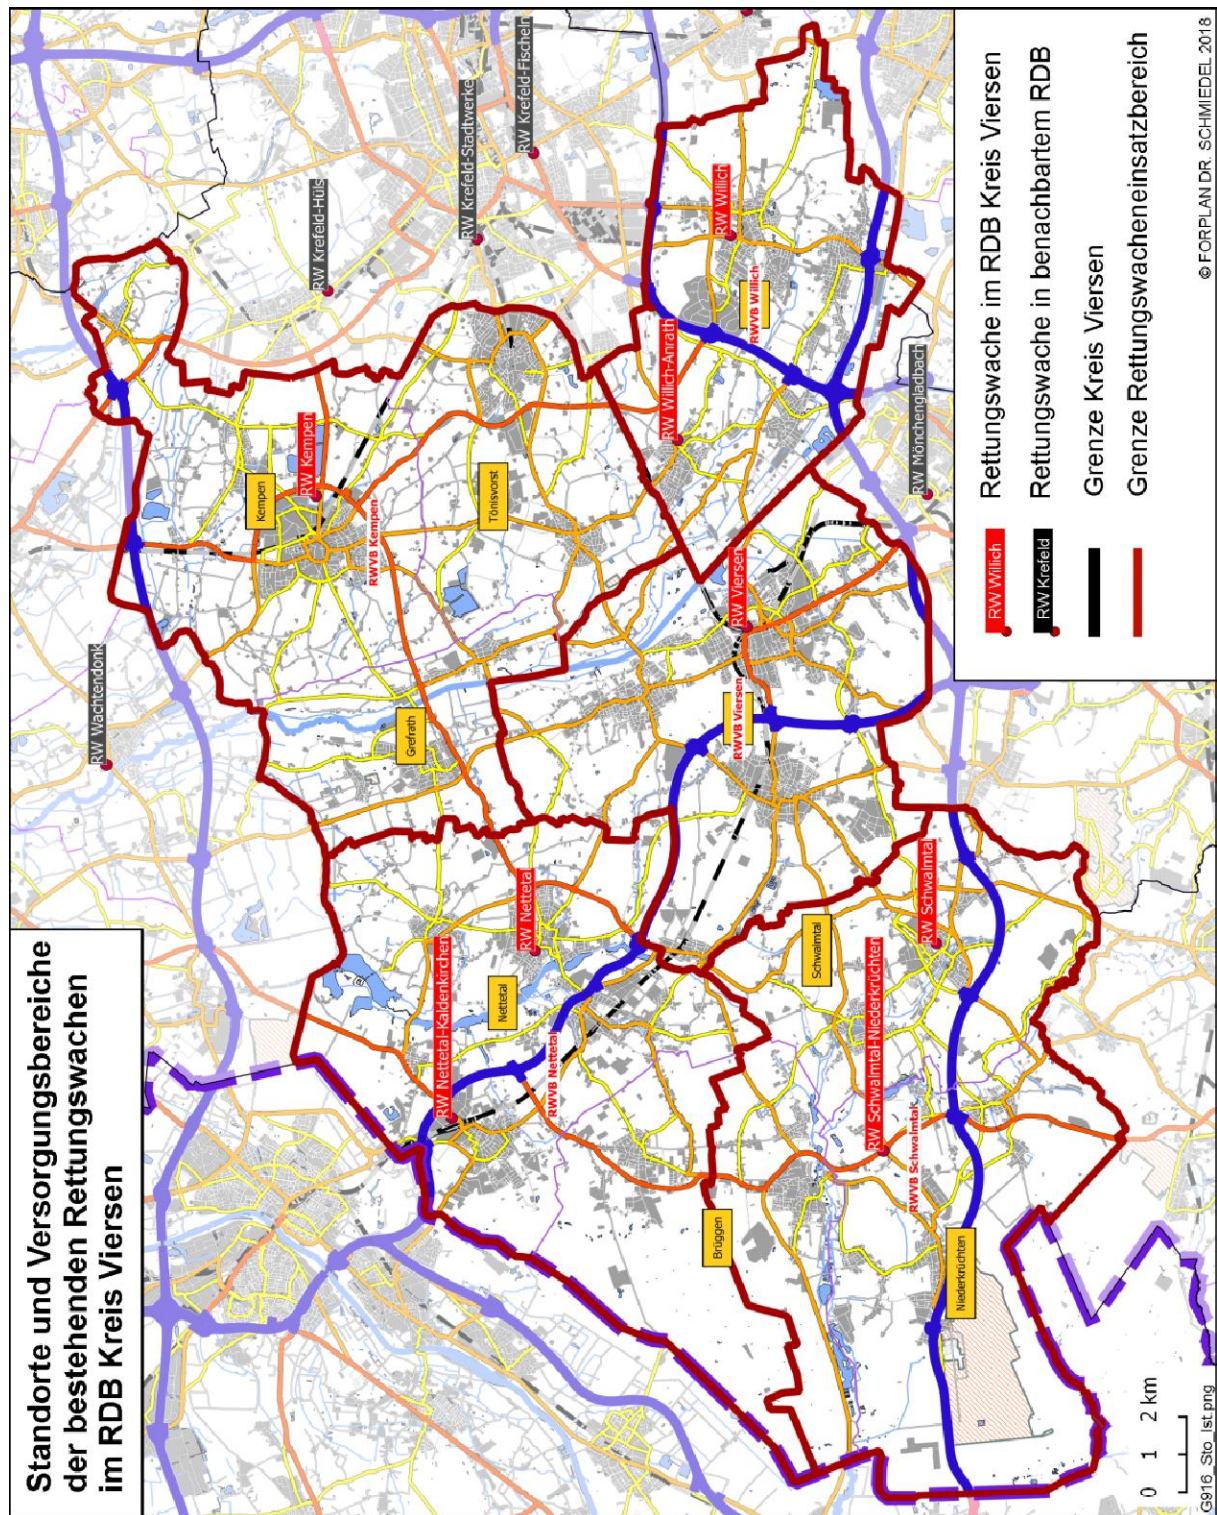 Standorte und Versorgungsbereiche
der bestehenden Rettungswachen
im RDB Kreis Viersen
RW Wachtendonk
RW Krefeld-Hüls
RW Krefeld-Stadtwerke
RW Krefeld-Fischeln
Kempen
RW Kempen
RWVB Kempen
Grefrath
Tönisvorst
RW Nettetal-Kaldenkirchen
Nettetal
RW Nettetal
RWVB Nettetal
RW Willich-Anrath
RW Willich
RWVB Willich
RW Viersen
RWVB Viersen
Brüggen
Schwalmtal
RW Schwalmtal-Niederkrüchten
RW Schwalmtal
RWVB Schwalmtal
Niederkrüchten
RW Mönchengladbach
RW Willich Rettungswache im RDB Kreis Viersen
RW Krefeld Rettungswache in benachbartem RDB
Grenze Kreis Viersen
Grenze Rettungswacheneinsatzbereich
0 1 2 km
G916_Sto_Ist.png
© FORPLAN DR. SCHMIEDEL 2018